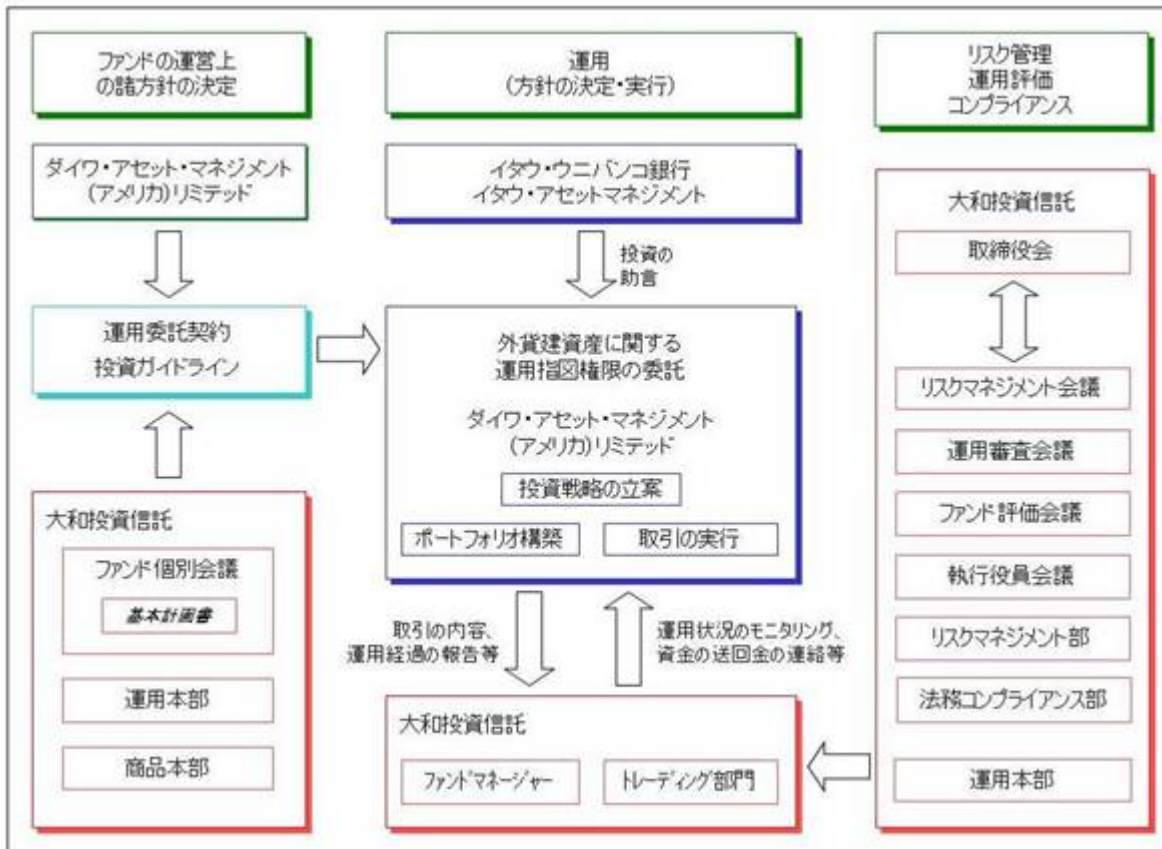 ファンドの運営上
の諸方針の決定
運用
(方針の決定・実行)
リスク管理
運用評価
コンプライアンス
ダイワ・アセット・マネジメント
(アメリカ)リミテッド
イタウ・ウニバンコ銀行
イタウ・アセットマネジメント
投資の
助言
運用委託契約
投資ガイドライン
外貨建資産に関する
運用指図権限の委託
ダイワ・アセット・マネジメント
(アメリカ)リミテッド
投資戦略の立案
ポートフォリオ構築
取引の実行
大和投資信託
ファンド個別会議
基本計画書
運用本部
商品本部
取引の内容、
運用経過の報告等
運用状況のモニタリング、
資金の送回金の連絡等
大和投資信託
ファンドマネージャー
トレーディング部門
大和投資信託
取締役会
リスクマネジメント会議
運用審査会議
ファンド評価会議
執行役員会議
リスクマネジメント部
法務コンプライアンス部
運用本部